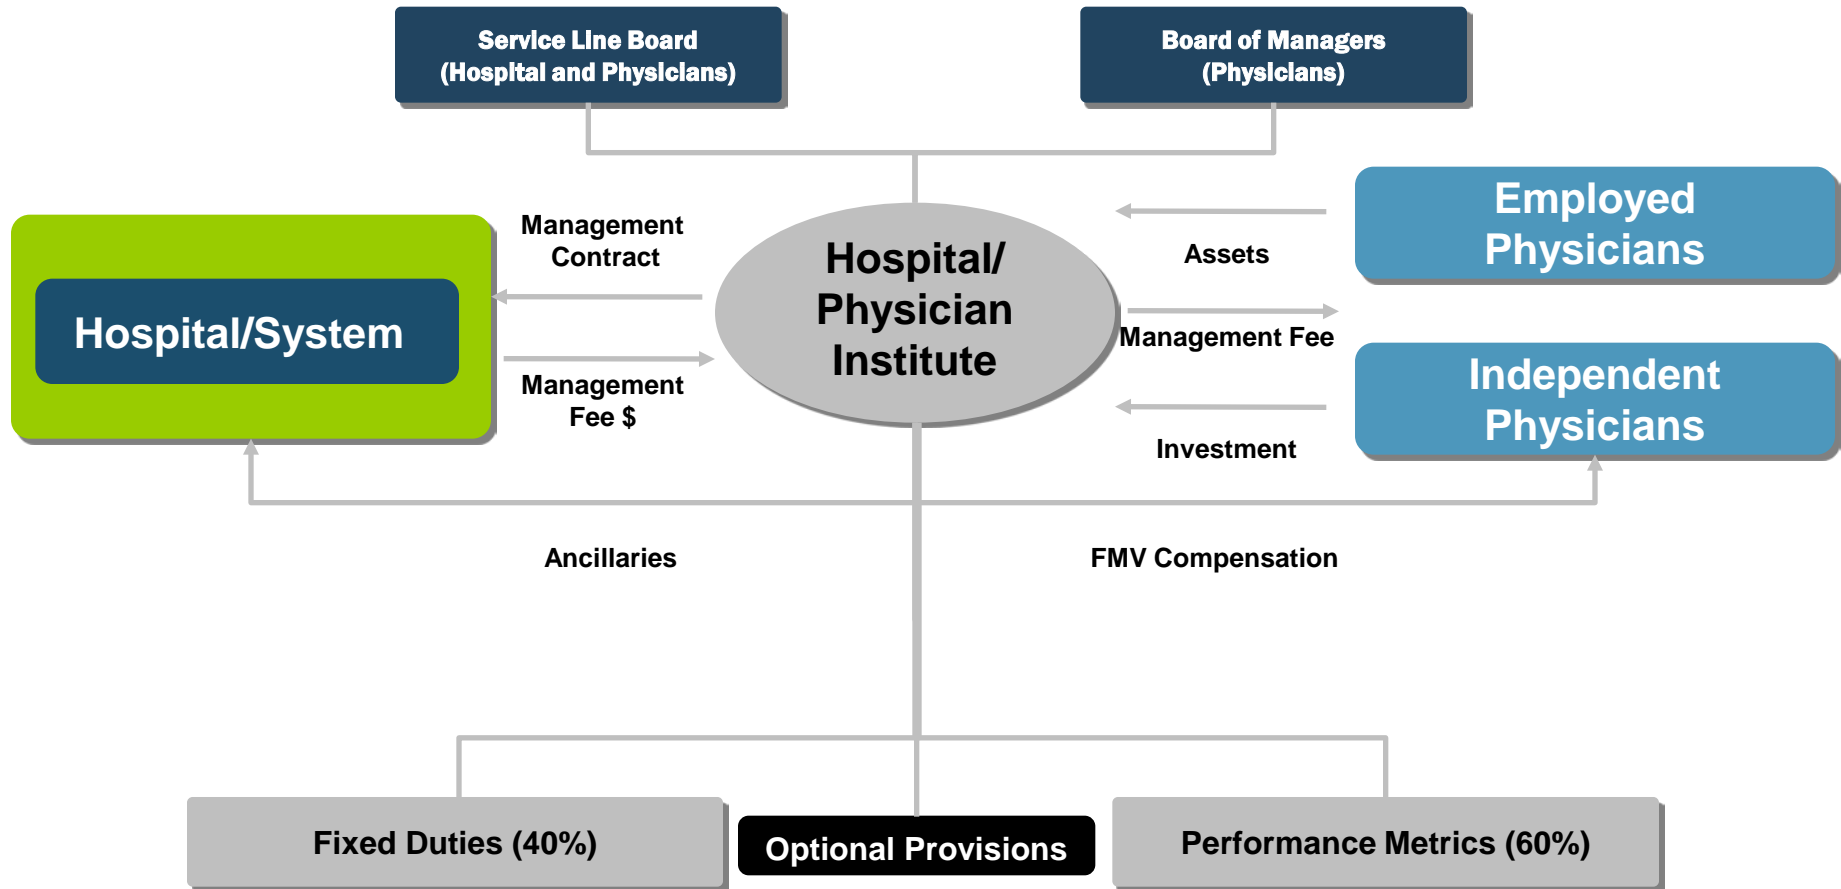 Service Line Board
(Hospital and Physicians)
Board of Managers
(Physicians)
Management
Contract
Hospital/System
Management
Fee $
Hospital/
Physician
Institute
Assets
Management Fee
Investment
Employed
Physicians
Independent
Physicians
Ancillaries
FMV Compensation
Fixed Duties (40%)
Optional Provisions
Performance Metrics (60%)